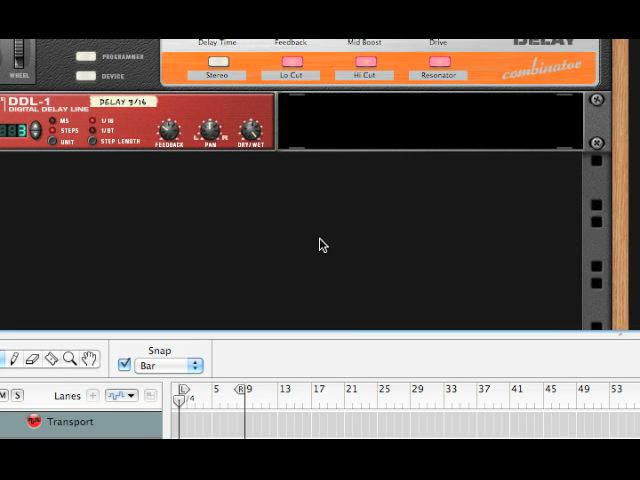 Delay Time Feedback Mid Boost Drive DELAY
PROGRAMMER
WHEEL
DEVICE
Stereo Lo Cut Hi Cut Resonator combinator
DDL-1 DELAY 3/16
DIGITAL DELAY LINE
MS 1/16
3 STEPS 1/8T L R
UNIT STEP LENGTH FEEDBACK PAN DRY/WET
Snap
Bar
M S Lanes +
L 5 R 9 13 17 21 25 29 33 37 41 45 49 53
/4
Transport